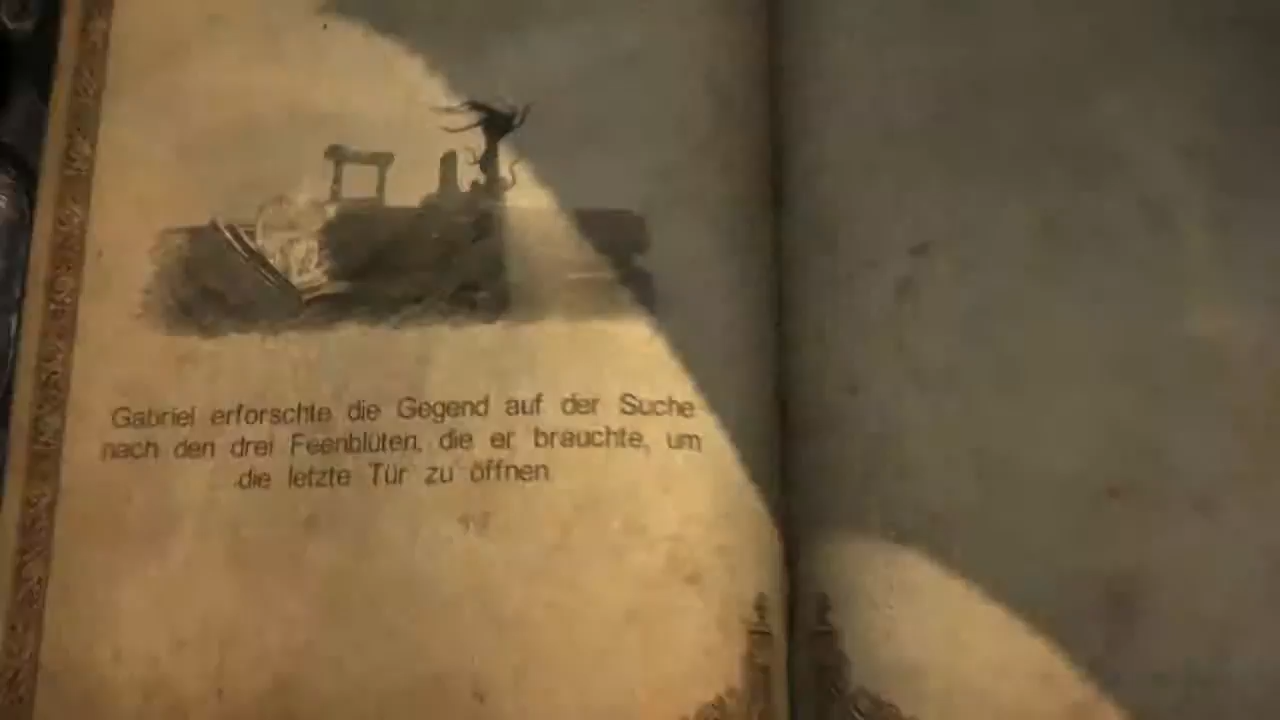 Gabriel erforschte die Gegend auf der Suche
nach den drei Feenblüten, die er brauchte, um
die letzte Tür zu öffnen